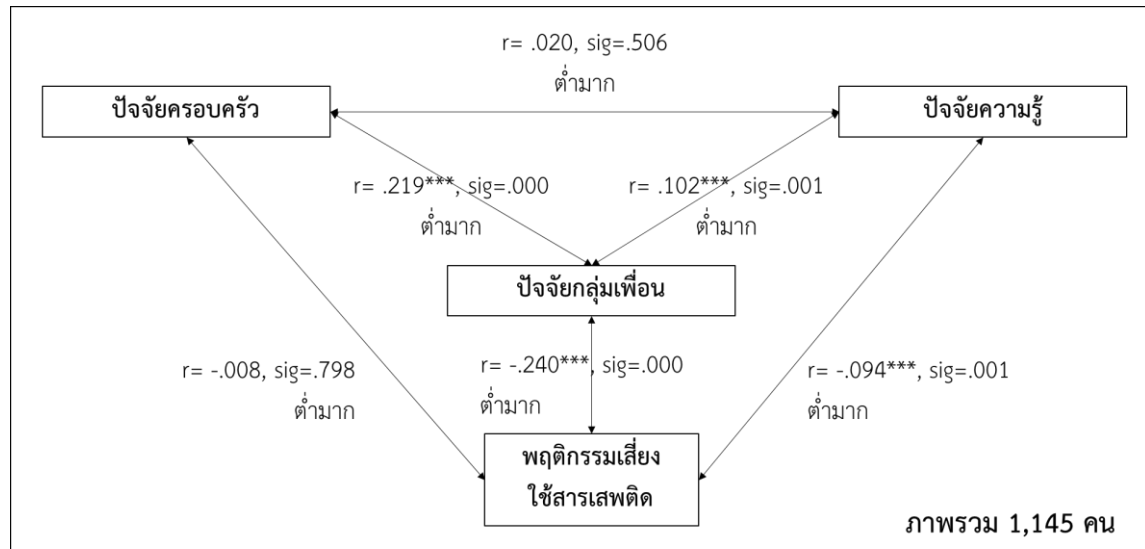 r= .020, sig=.506
ต่ำมาก
ปัจจัยครอบครัว
ปัจจัยความรู้
r= .219***, sig=.000
ต่ำมาก
r= .102***, sig=.001
ต่ำมาก
ปัจจัยกลุ่มเพื่อน
r= -.008, sig=.798
ต่ำมาก
r= -.240***, sig=.000
ต่ำมาก
r= -.094***, sig=.001
ต่ำมาก
พฤติกรรมเสี่ยง
ใช้สารเสพติด
ภาพรวม 1,145 คน